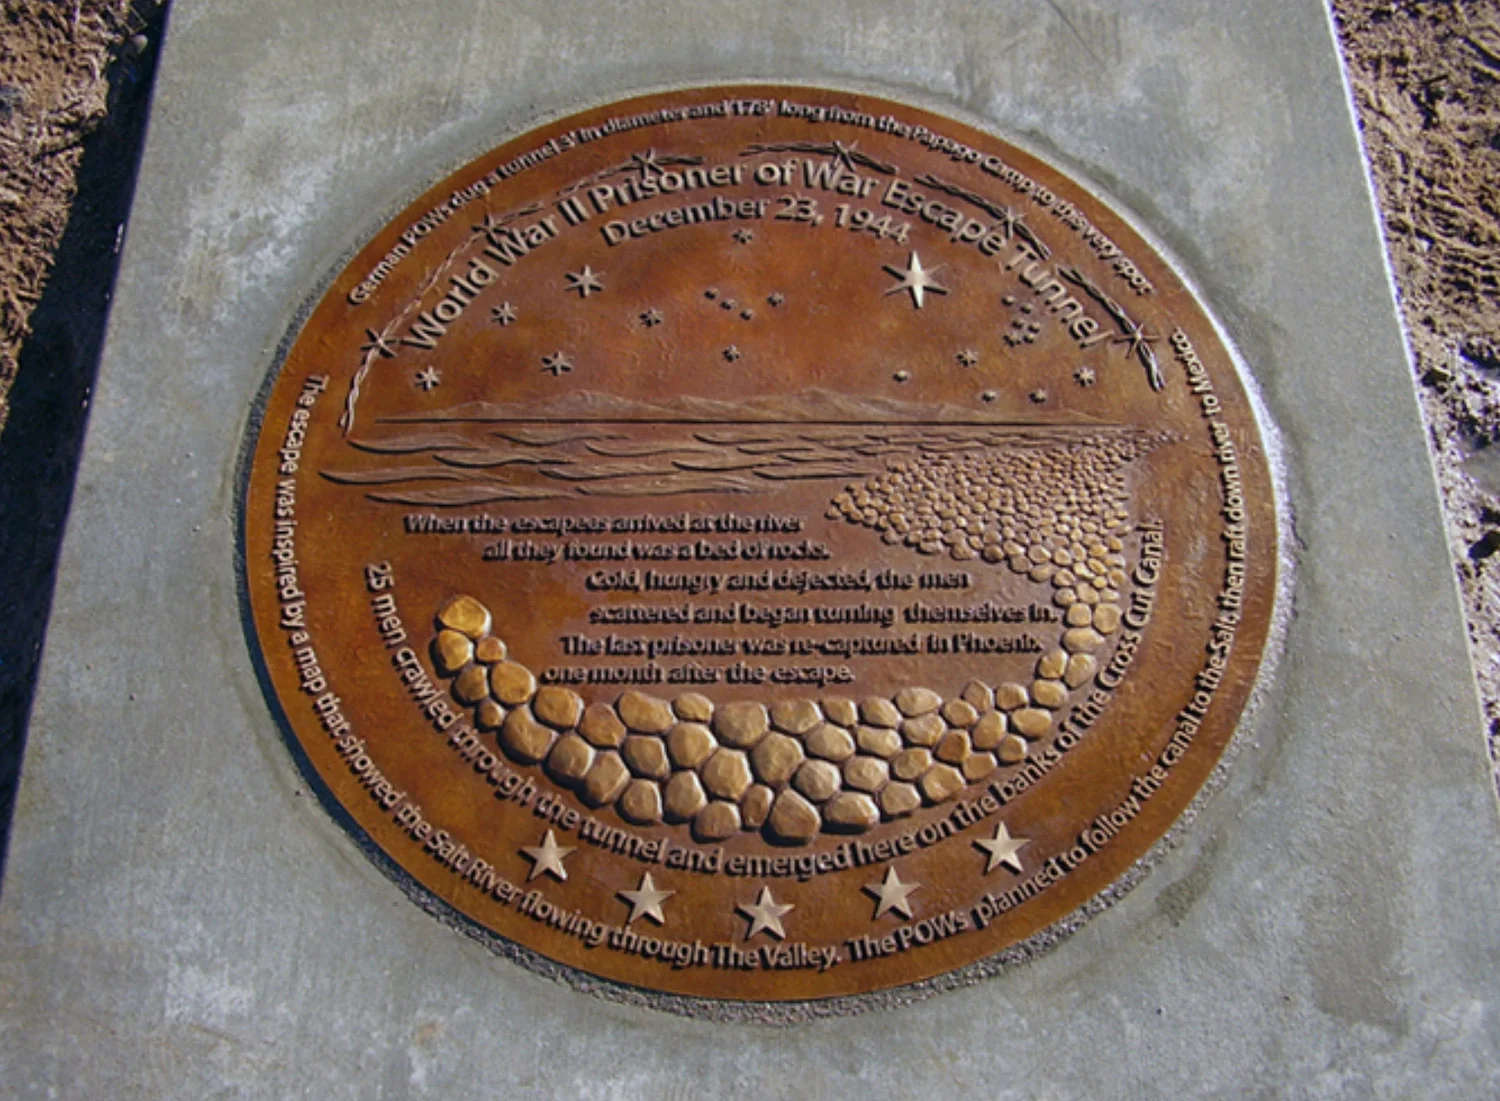 German POWs dug a tunnel 3' in diameter and 178' long from the Papago Camp to this very spot.
World War II Prisoner of War Escape Tunnel
December 23, 1944
When the escapees arrived at the river
all they found was a bed of rocks.
Cold, hungry and dejected, the men
scattered and began turning themselves in.
The last prisoner was re-captured in Phoenix
one month after the escape.
25 men crawled through the tunnel and emerged here on the banks of the Cross Cut Canal.
The escape was inspired by a map that showed the Salt River flowing through The Valley. The POWs planned to follow the canal to the Salt, then raft down river to Mexico.